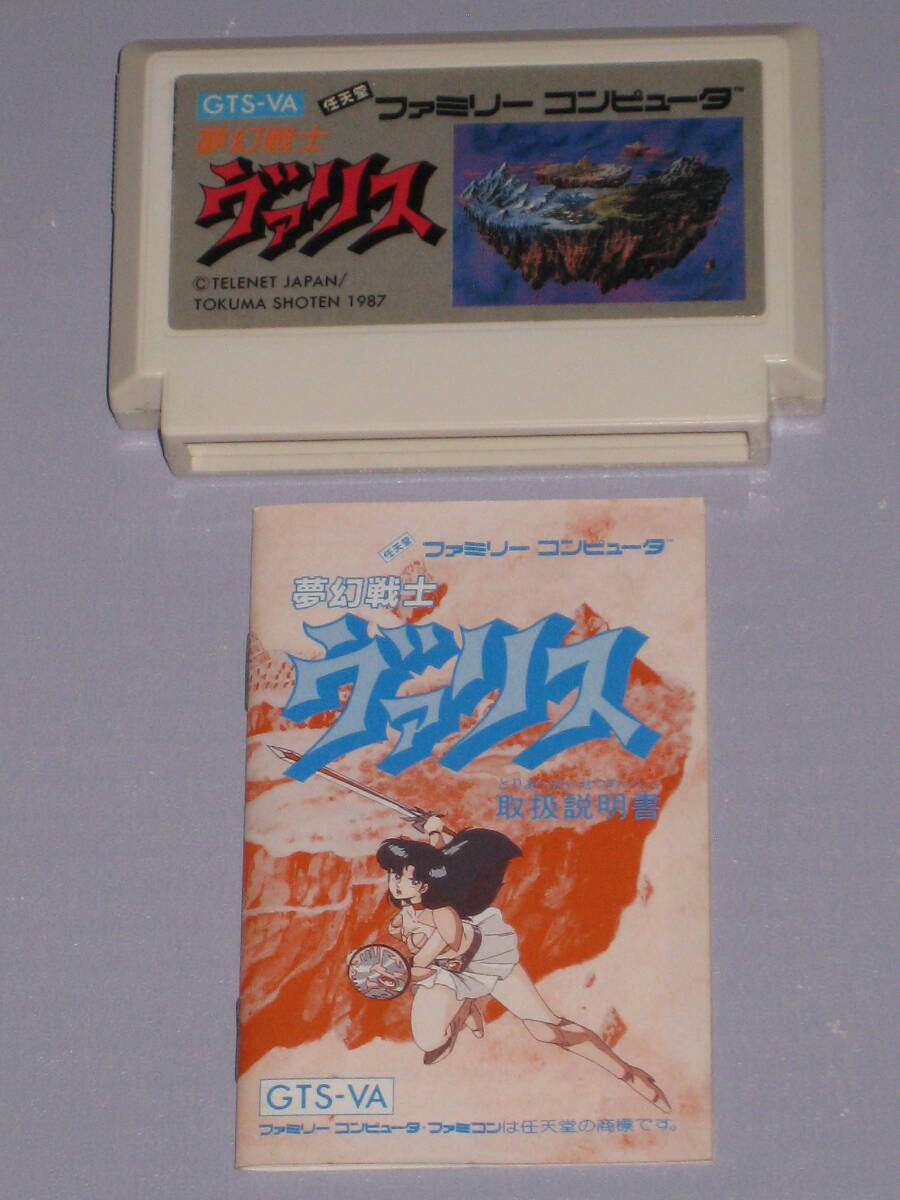 GTS-VA
任天堂 ファミリー コンピュータ™
夢幻戦士
ヴァリス
©TELENET JAPAN/
TOKUMA SHOTEN 1987
任天堂 ファミリー コンピュータ™
夢幻戦士
ヴァリス
取扱説明書
GTS-VA
ファミリー コンピュータ・ファミコンは任天堂の商標です。